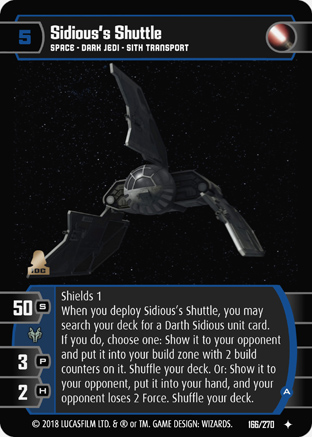 5 Sidious's Shuttle
SPACE • DARK JEDI • SITH TRANSPORT
IDC
50 S
3 P
2 H
Shields 1
When you deploy Sidious's Shuttle, you may
search your deck for a Darth Sidious unit card.
If you do, choose one: Show it to your opponent
and put it into your build zone with 2 build
counters on it. Shuffle your deck. Or: Show it to
your opponent, put it into your hand, and your
opponent loses 2 Force. Shuffle your deck.
A
© 2018 LUCASFILM LTD. & ® or TM. GAME DESIGN: WIZARDS. 166/270